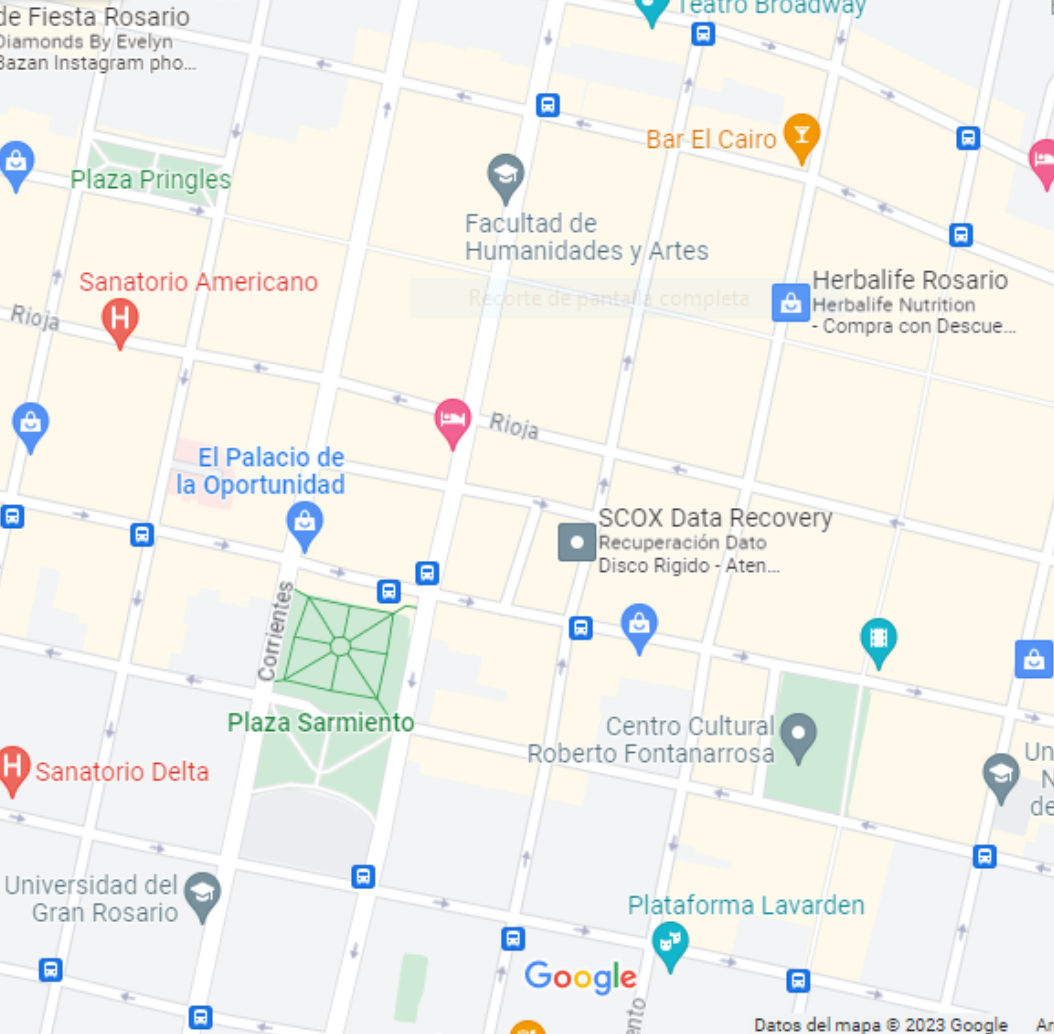 Teatro Broadway
de Fiesta Rosario
Diamonds By Evelyn
Bazan Instagram pho...
Bar El Cairo
Plaza Pringles
Facultad de
Humanidades y Artes
Sanatorio Americano
Herbalife Rosario
Herbalife Nutrition
- Compra con Descue...
Recorte de pantalla completa
Rioja
H
Rioja
El Palacio de
la Oportunidad
SCOX Data Recovery
Recuperación Dato
Disco Rigido - Aten...
Corrientes
Plaza Sarmiento
Centro Cultural
Roberto Fontanarrosa
Un
N
de
H
Sanatorio Delta
Universidad del
Gran Rosario
Plataforma Lavarden
Google
ento
Datos del mapa © 2023 Google